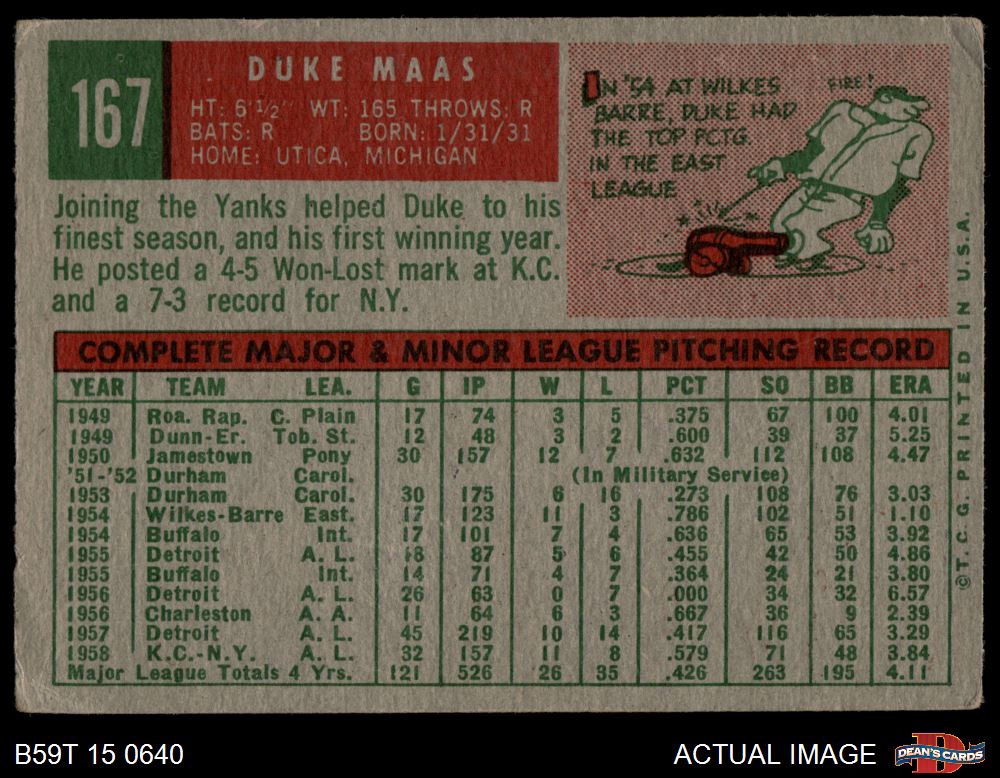 167
DUKE MAAS
HT: 6'½" WT: 165 THROWS: R
BATS: R BORN: 1/31/31
HOME: UTICA, MICHIGAN
IN '54 AT WILKES
BARRE, DUKE HAD
THE TOP PCTG.
IN THE EAST
LEAGUE
FIRE!
Joining the Yanks helped Duke to his
finest season, and his first winning year.
He posted a 4-5 Won-Lost mark at K.C.
and a 7-3 record for N.Y.
COMPLETE MAJOR & MINOR LEAGUE PITCHING RECORD
YEAR TEAM LEA. G IP W L PCT SO BB ERA
1949 Roa. Rap. C. Plain 17 74 3 5 .375 67 100 4.01
1949 Dunn-Er. Tob. St. 12 48 3 2 .600 39 37 5.25
1950 Jamestown Pony 30 157 12 7 .632 112 108 4.47
'51-'52 Durham Carol. (In Military Service)
1953 Durham Carol. 30 175 6 16 .273 108 76 3.03
1954 Wilkes-Barre East. 17 123 11 3 .786 102 51 1.10
1954 Buffalo Int. 17 101 7 4 .636 65 53 3.92
1955 Detroit A. L. 18 87 5 6 .455 42 50 4.86
1955 Buffalo Int. 14 71 4 7 .364 24 21 3.80
1956 Detroit A. L. 26 63 0 7 .000 34 32 6.57
1956 Charleston A. A. 11 64 6 3 .667 36 9 2.39
1957 Detroit A. L. 45 219 10 14 .417 116 65 3.29
1958 K.C.-N.Y. A. L. 32 157 11 8 .579 71 48 3.84
Major League Totals 4 Yrs. 121 526 26 35 .426 263 195 4.11
©T. C. G. PRINTED IN U.S.A.
B59T 15 0640
ACTUAL IMAGE
DEAN'S CARDS